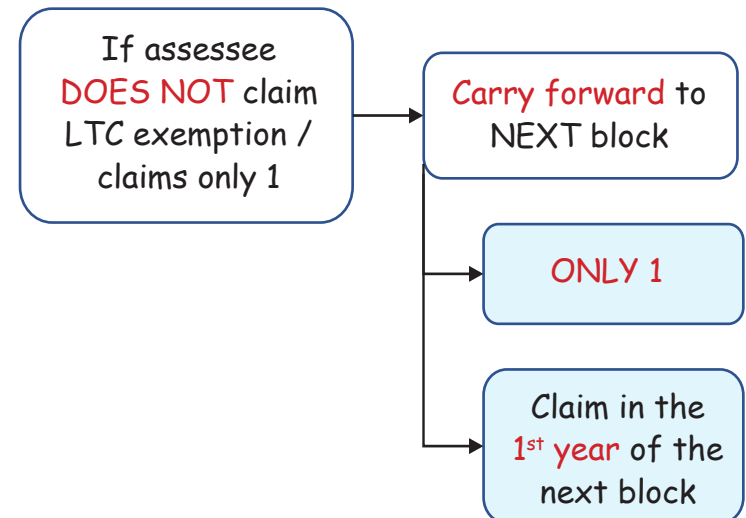 If assessee
DOES NOT claim
LTC exemption /
claims only 1
Carry forward to
NEXT block
ONLY 1
Claim in the
1st year of the
next block